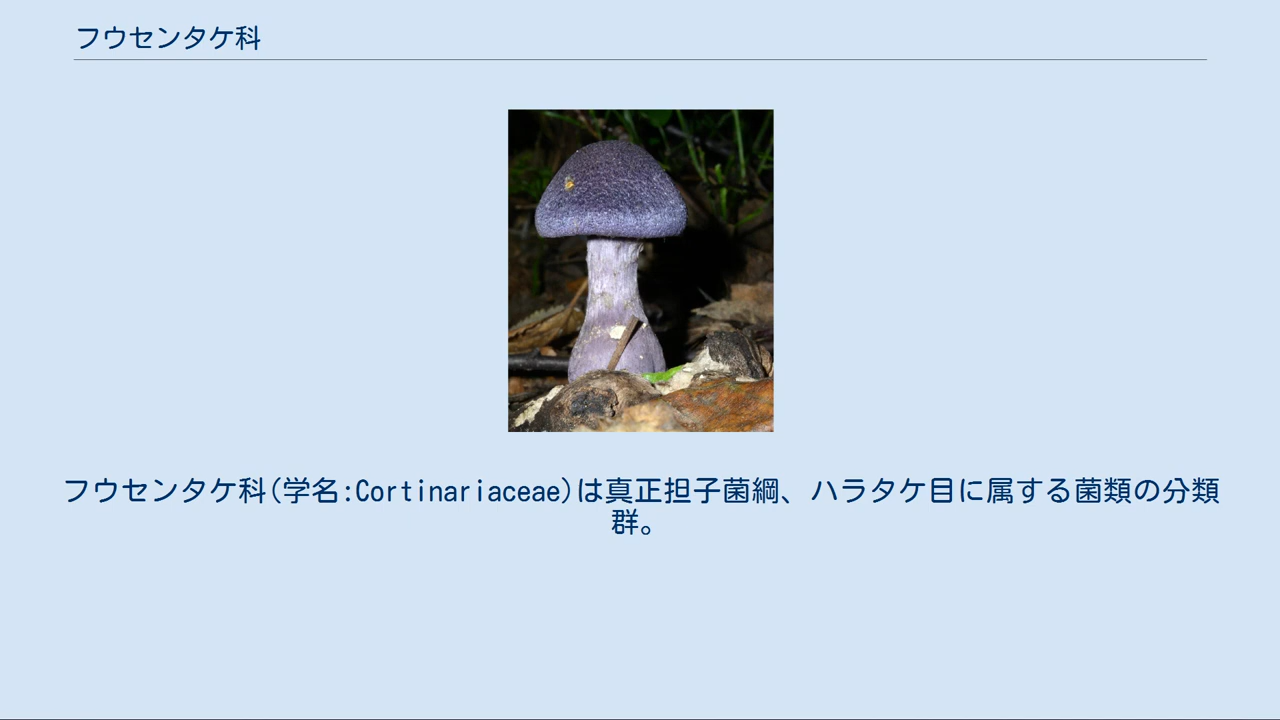 フウセンタケ科
フウセンタケ科(学名:Cortinariaceae)は真正担子菌綱、ハラタケ目に属する菌類の分類
群。